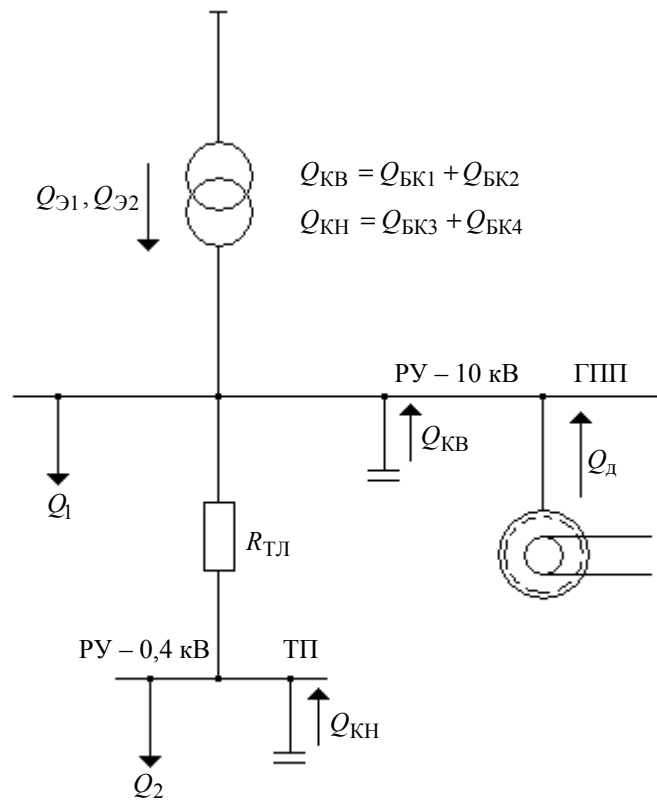 Q_Э1, Q_Э2
Q_КВ = Q_БК1 + Q_БК2
Q_КН = Q_БК3 + Q_БК4
РУ – 10 кВ ГПП
Q_КВ
Q_д
Q_1
R_ТЛ
РУ – 0,4 кВ ТП
Q_КН
Q_2